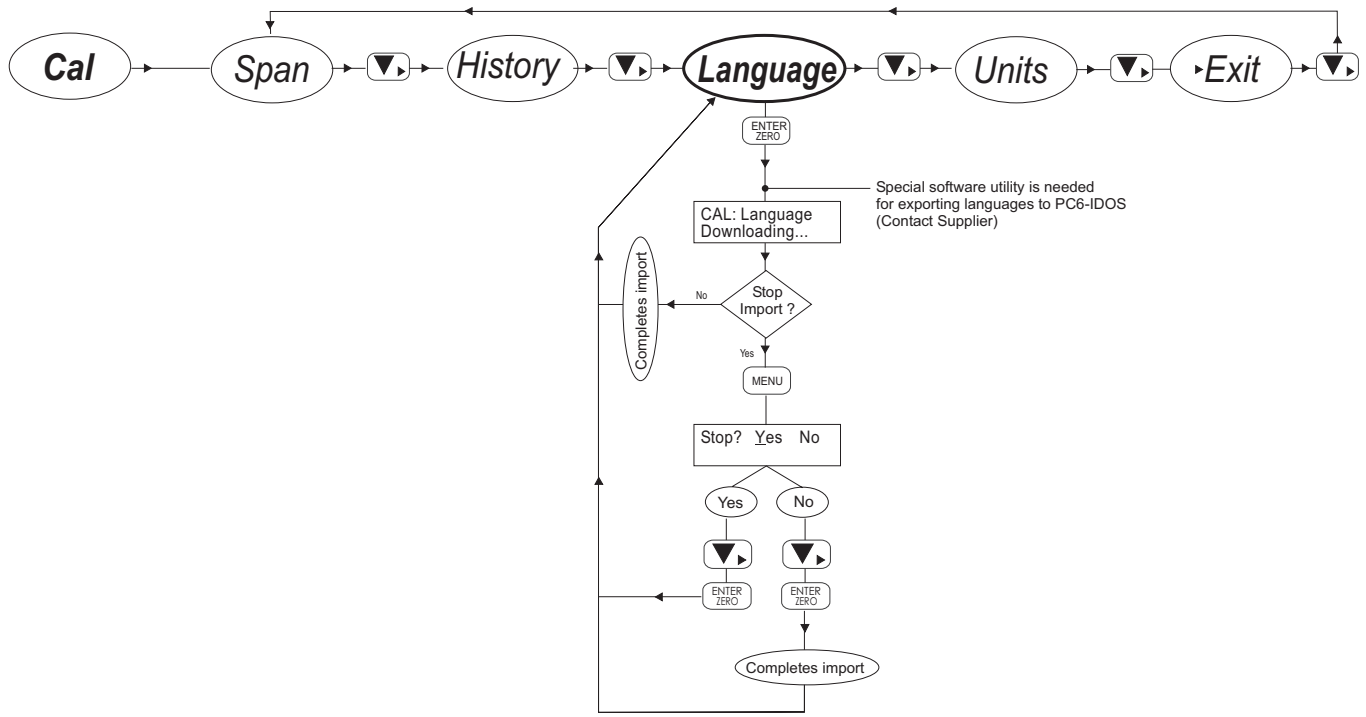 Cal
Span
History
Language
Units
Exit
ENTER
ZERO
Special software utility is needed
for exporting languages to PC6-IDOS
(Contact Supplier)
CAL: Language
Downloading...
Stop
Import ?
No
Completes import
Yes
MENU
Stop? Yes No
Yes
No
ENTER
ZERO
ENTER
ZERO
Completes import